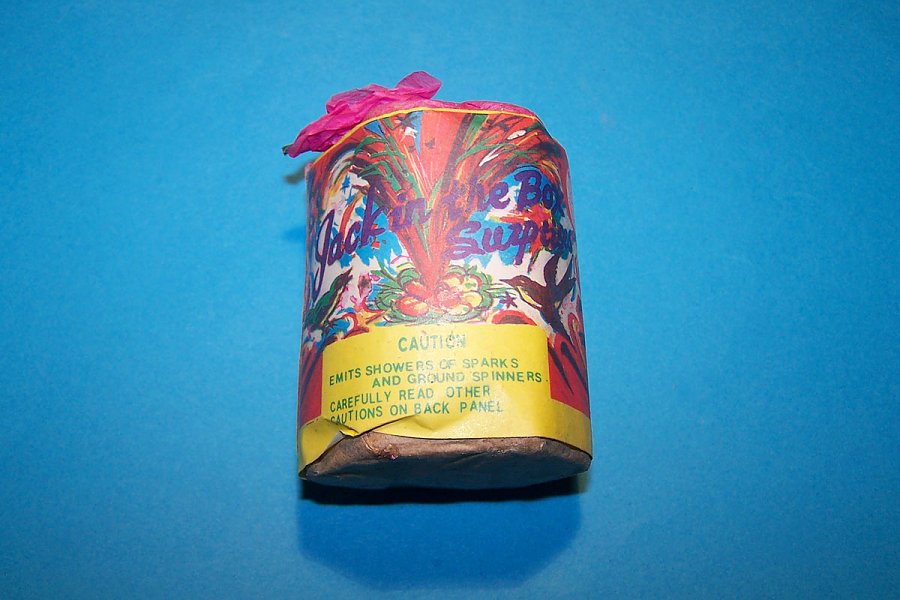 Jack in the Box
Surprise
CAUTION
EMITS SHOWERS OF SPARKS
AND GROUND SPINNERS.
CAREFULLY READ OTHER
CAUTIONS ON BACK PANEL